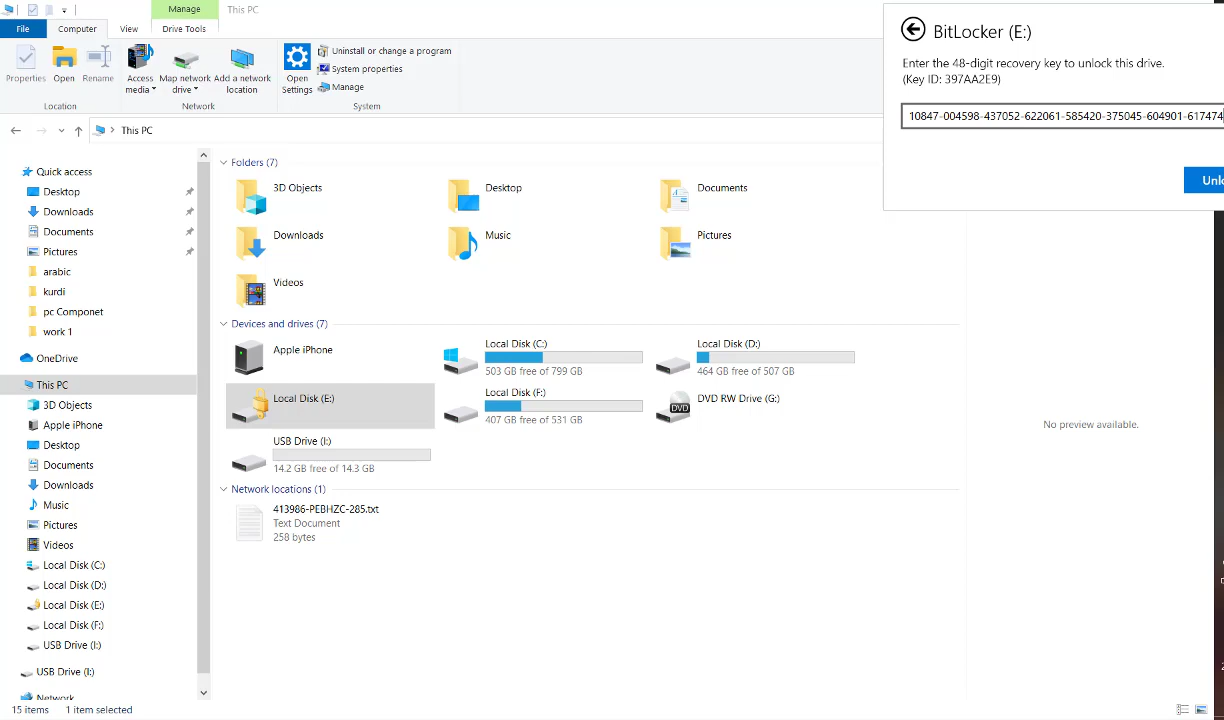 Manage
This PC
File
Computer
View
Drive Tools
Properties
Open
Rename
Access media
Map network drive
Add a network location
Open Settings
Uninstall or change a program
System properties
Manage
Location
Network
System
This PC
BitLocker (E:)
Enter the 48-digit recovery key to unlock this drive.
(Key ID: 397AA2E9)
10847-004598-437052-622061-585420-375045-604901-617474
Unlo
Quick access
Desktop
Downloads
Documents
Pictures
arabic
kurdi
pc Componet
work 1
OneDrive
This PC
3D Objects
Apple iPhone
Desktop
Documents
Downloads
Music
Pictures
Videos
Local Disk (C:)
Local Disk (D:)
Local Disk (E:)
Local Disk (F:)
USB Drive (I:)
USB Drive (I:)
Network
Folders (7)
3D Objects
Desktop
Documents
Downloads
Music
Pictures
Videos
Devices and drives (7)
Apple iPhone
Local Disk (C:)
503 GB free of 799 GB
Local Disk (D:)
464 GB free of 507 GB
Local Disk (E:)
Local Disk (F:)
407 GB free of 531 GB
DVD
DVD RW Drive (G:)
USB Drive (I:)
14.2 GB free of 14.3 GB
Network locations (1)
413986-PEBHZC-285.txt
Text Document
258 bytes
No preview available.
15 items
1 item selected